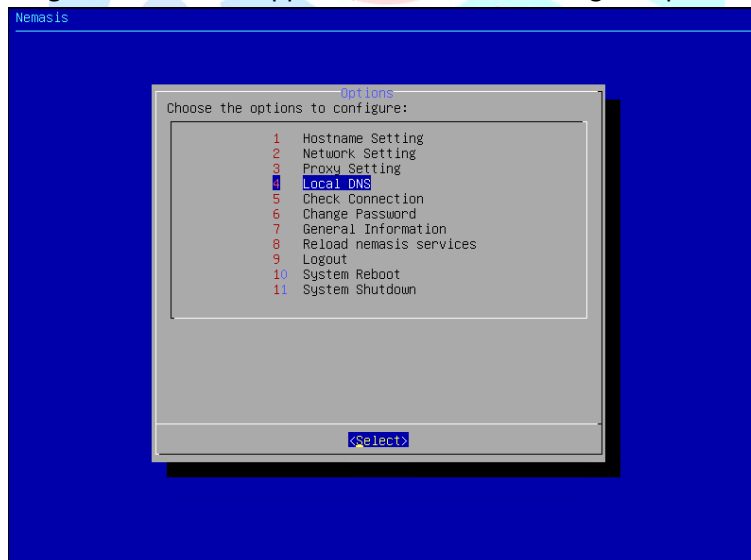 Nemasis
Options
Choose the options to configure:
1 Hostname Setting
2 Network Setting
3 Proxy Setting
4 Local DNS
5 Check Connection
6 Change Password
7 General Information
8 Reload nemasis services
9 Logout
10 System Reboot
11 System Shutdown
<Select>